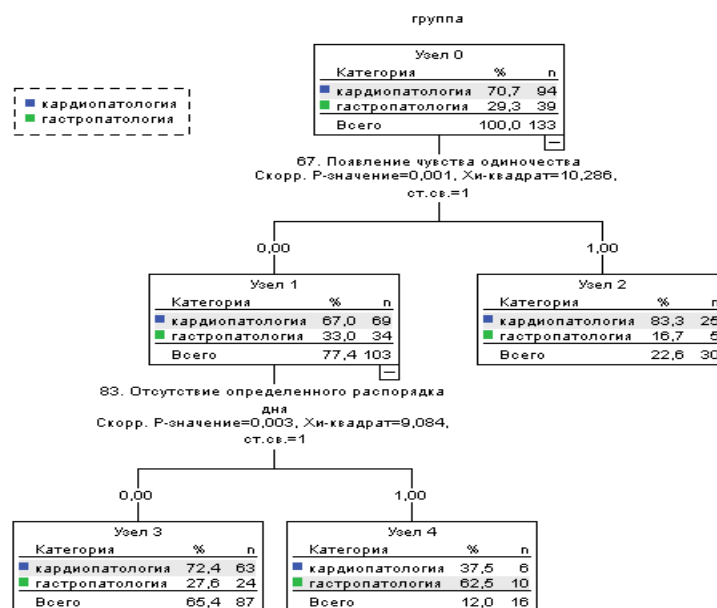 группа
Узел 0
Категория % n
кардиопатология 70,7 94
гастропатология 29,3 39
Всего 100,0 133
кардиопатология
гастропатология
67. Появление чувства одиночества
Скорр. Р-значение=0,001, Хи-квадрат=10,286,
ст.св.=1
0,00
1,00
Узел 1
Категория % n
кардиопатология 67,0 69
гастропатология 33,0 34
Всего 77,4 103
Узел 2
Категория % n
кардиопатология 83,3 25
гастропатология 16,7 5
Всего 22,6 30
83. Отсутствие определенного распорядка
дня
Скорр. Р-значение=0,003, Хи-квадрат=9,084,
ст.св.=1
0,00
1,00
Узел 3
Категория % n
кардиопатология 72,4 63
гастропатология 27,6 24
Всего 65,4 87
Узел 4
Категория % n
кардиопатология 37,5 6
гастропатология 62,5 10
Всего 12,0 16